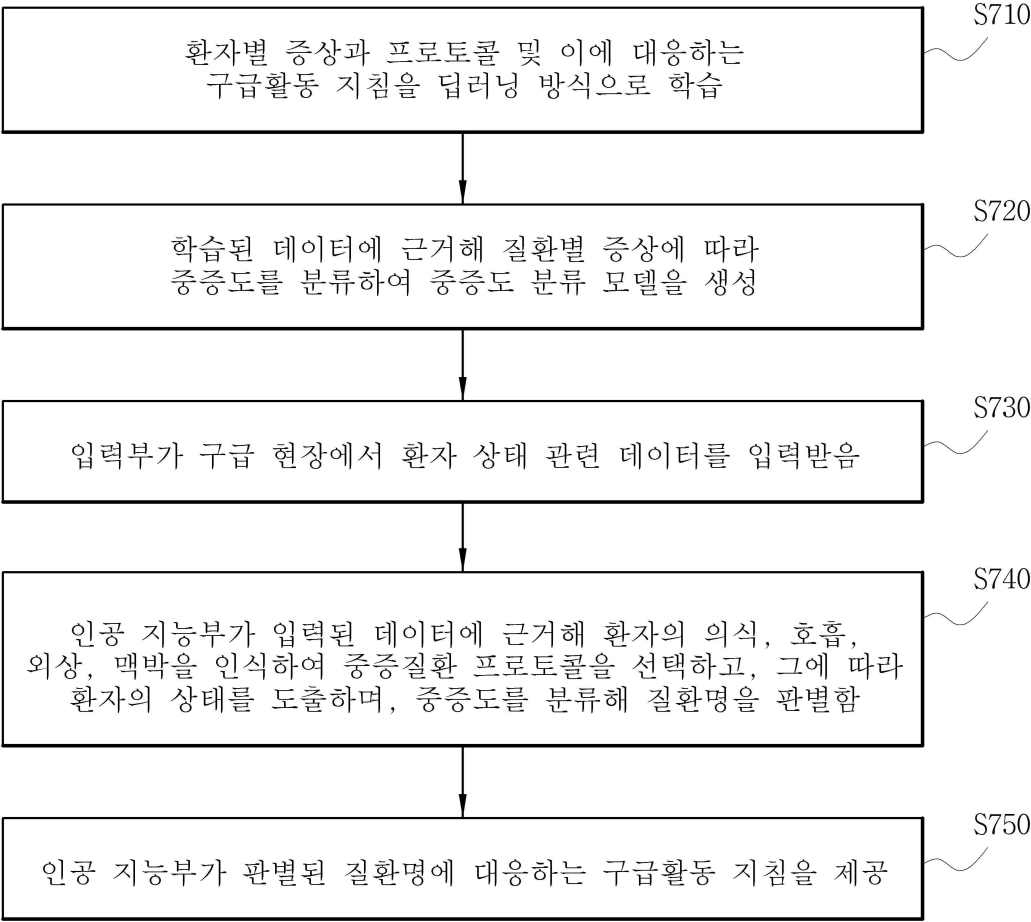 S710
환자별 증상과 프로토콜 및 이에 대응하는
구급활동 지침을 딥러닝 방식으로 학습
S720
학습된 데이터에 근거해 질환별 증상에 따라
중증도를 분류하여 중증도 분류 모델을 생성
S730
입력부가 구급 현장에서 환자 상태 관련 데이터를 입력받음
S740
인공 지능부가 입력된 데이터에 근거해 환자의 의식, 호흡,
외상, 맥박을 인식하여 중증질환 프로토콜을 선택하고, 그에 따라
환자의 상태를 도출하며, 중증도를 분류해 질환명을 판별함
S750
인공 지능부가 판별된 질환명에 대응하는 구급활동 지침을 제공